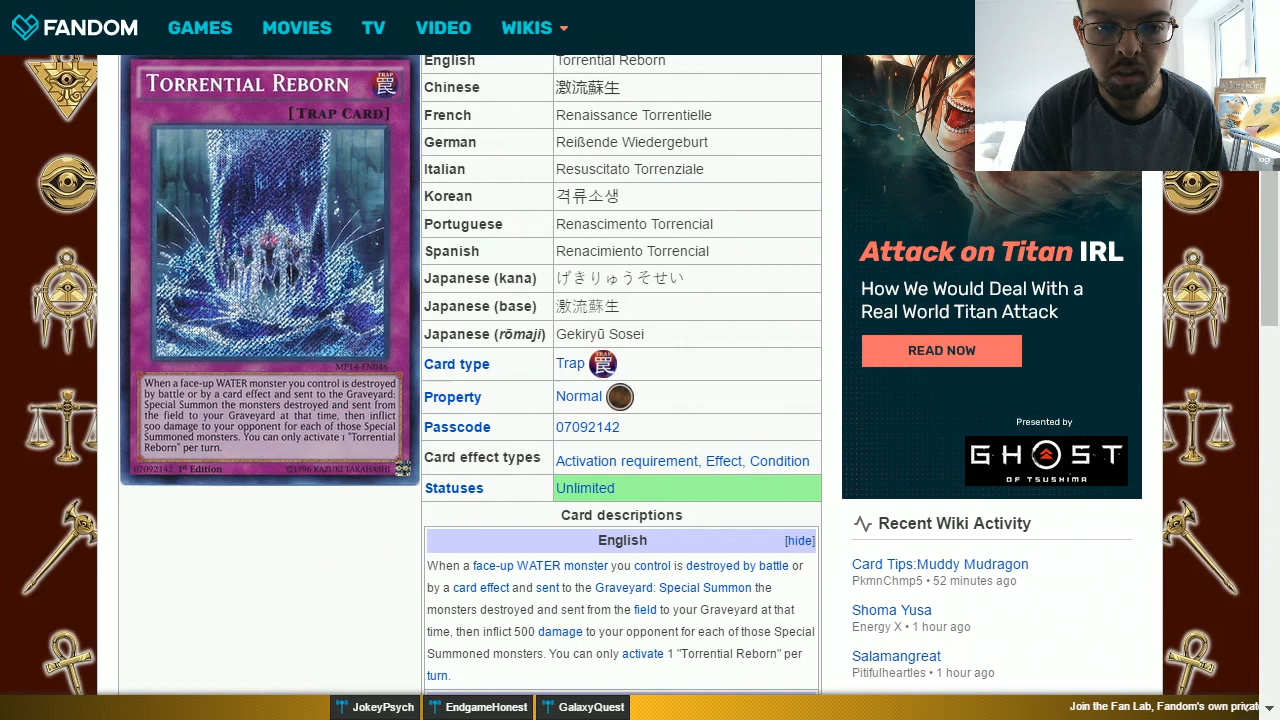 FANDOM
GAMES
MOVIES
TV
VIDEO
WIKIS
TORRENTIAL REBORN
TRAP
罠
[TRAP CARD]
MP14-EN046
When a face-up WATER monster you control is destroyed
by battle or by a card effect and sent to the Graveyard:
Special Summon the monsters destroyed and sent from
the field to your Graveyard at that time, then inflict
500 damage to your opponent for each of those Special
Summoned monsters. You can only activate 1 "Torrential
Reborn" per turn.
07092142 1st Edition
©1996 KAZUKI TAKAHASHI
English Torrential Reborn
Chinese 激流蘇生
French Renaissance Torrentielle
German Reißende Wiedergeburt
Italian Resuscitato Torrenziale
Korean 격류소생
Portuguese Renascimento Torrencial
Spanish Renacimiento Torrencial
Japanese (kana) げきりゅうそせい
Japanese (base) 激流蘇生
Japanese (rōmaji) Gekiryū Sosei
Card type Trap TRAP 罠
Property Normal
Passcode 07092142
Card effect types Activation requirement, Effect, Condition
Statuses Unlimited
Card descriptions
English [hide]
When a face-up WATER monster you control is destroyed by battle or
by a card effect and sent to the Graveyard: Special Summon the
monsters destroyed and sent from the field to your Graveyard at that
time, then inflict 500 damage to your opponent for each of those Special
Summoned monsters. You can only activate 1 "Torrential Reborn" per
turn.
logi
Attack on Titan IRL
How We Would Deal With a
Real World Titan Attack
READ NOW
Presented by
GHOST
OF TSUSHIMA
Recent Wiki Activity
Card Tips:Muddy Mudragon
PkmnChmp5 • 52 minutes ago
Shoma Yusa
Energy X • 1 hour ago
Salamangreat
Pitifulheartles • 1 hour ago
JokeyPsych
EndgameHonest
GalaxyQuest
Join the Fan Lab, Fandom's own